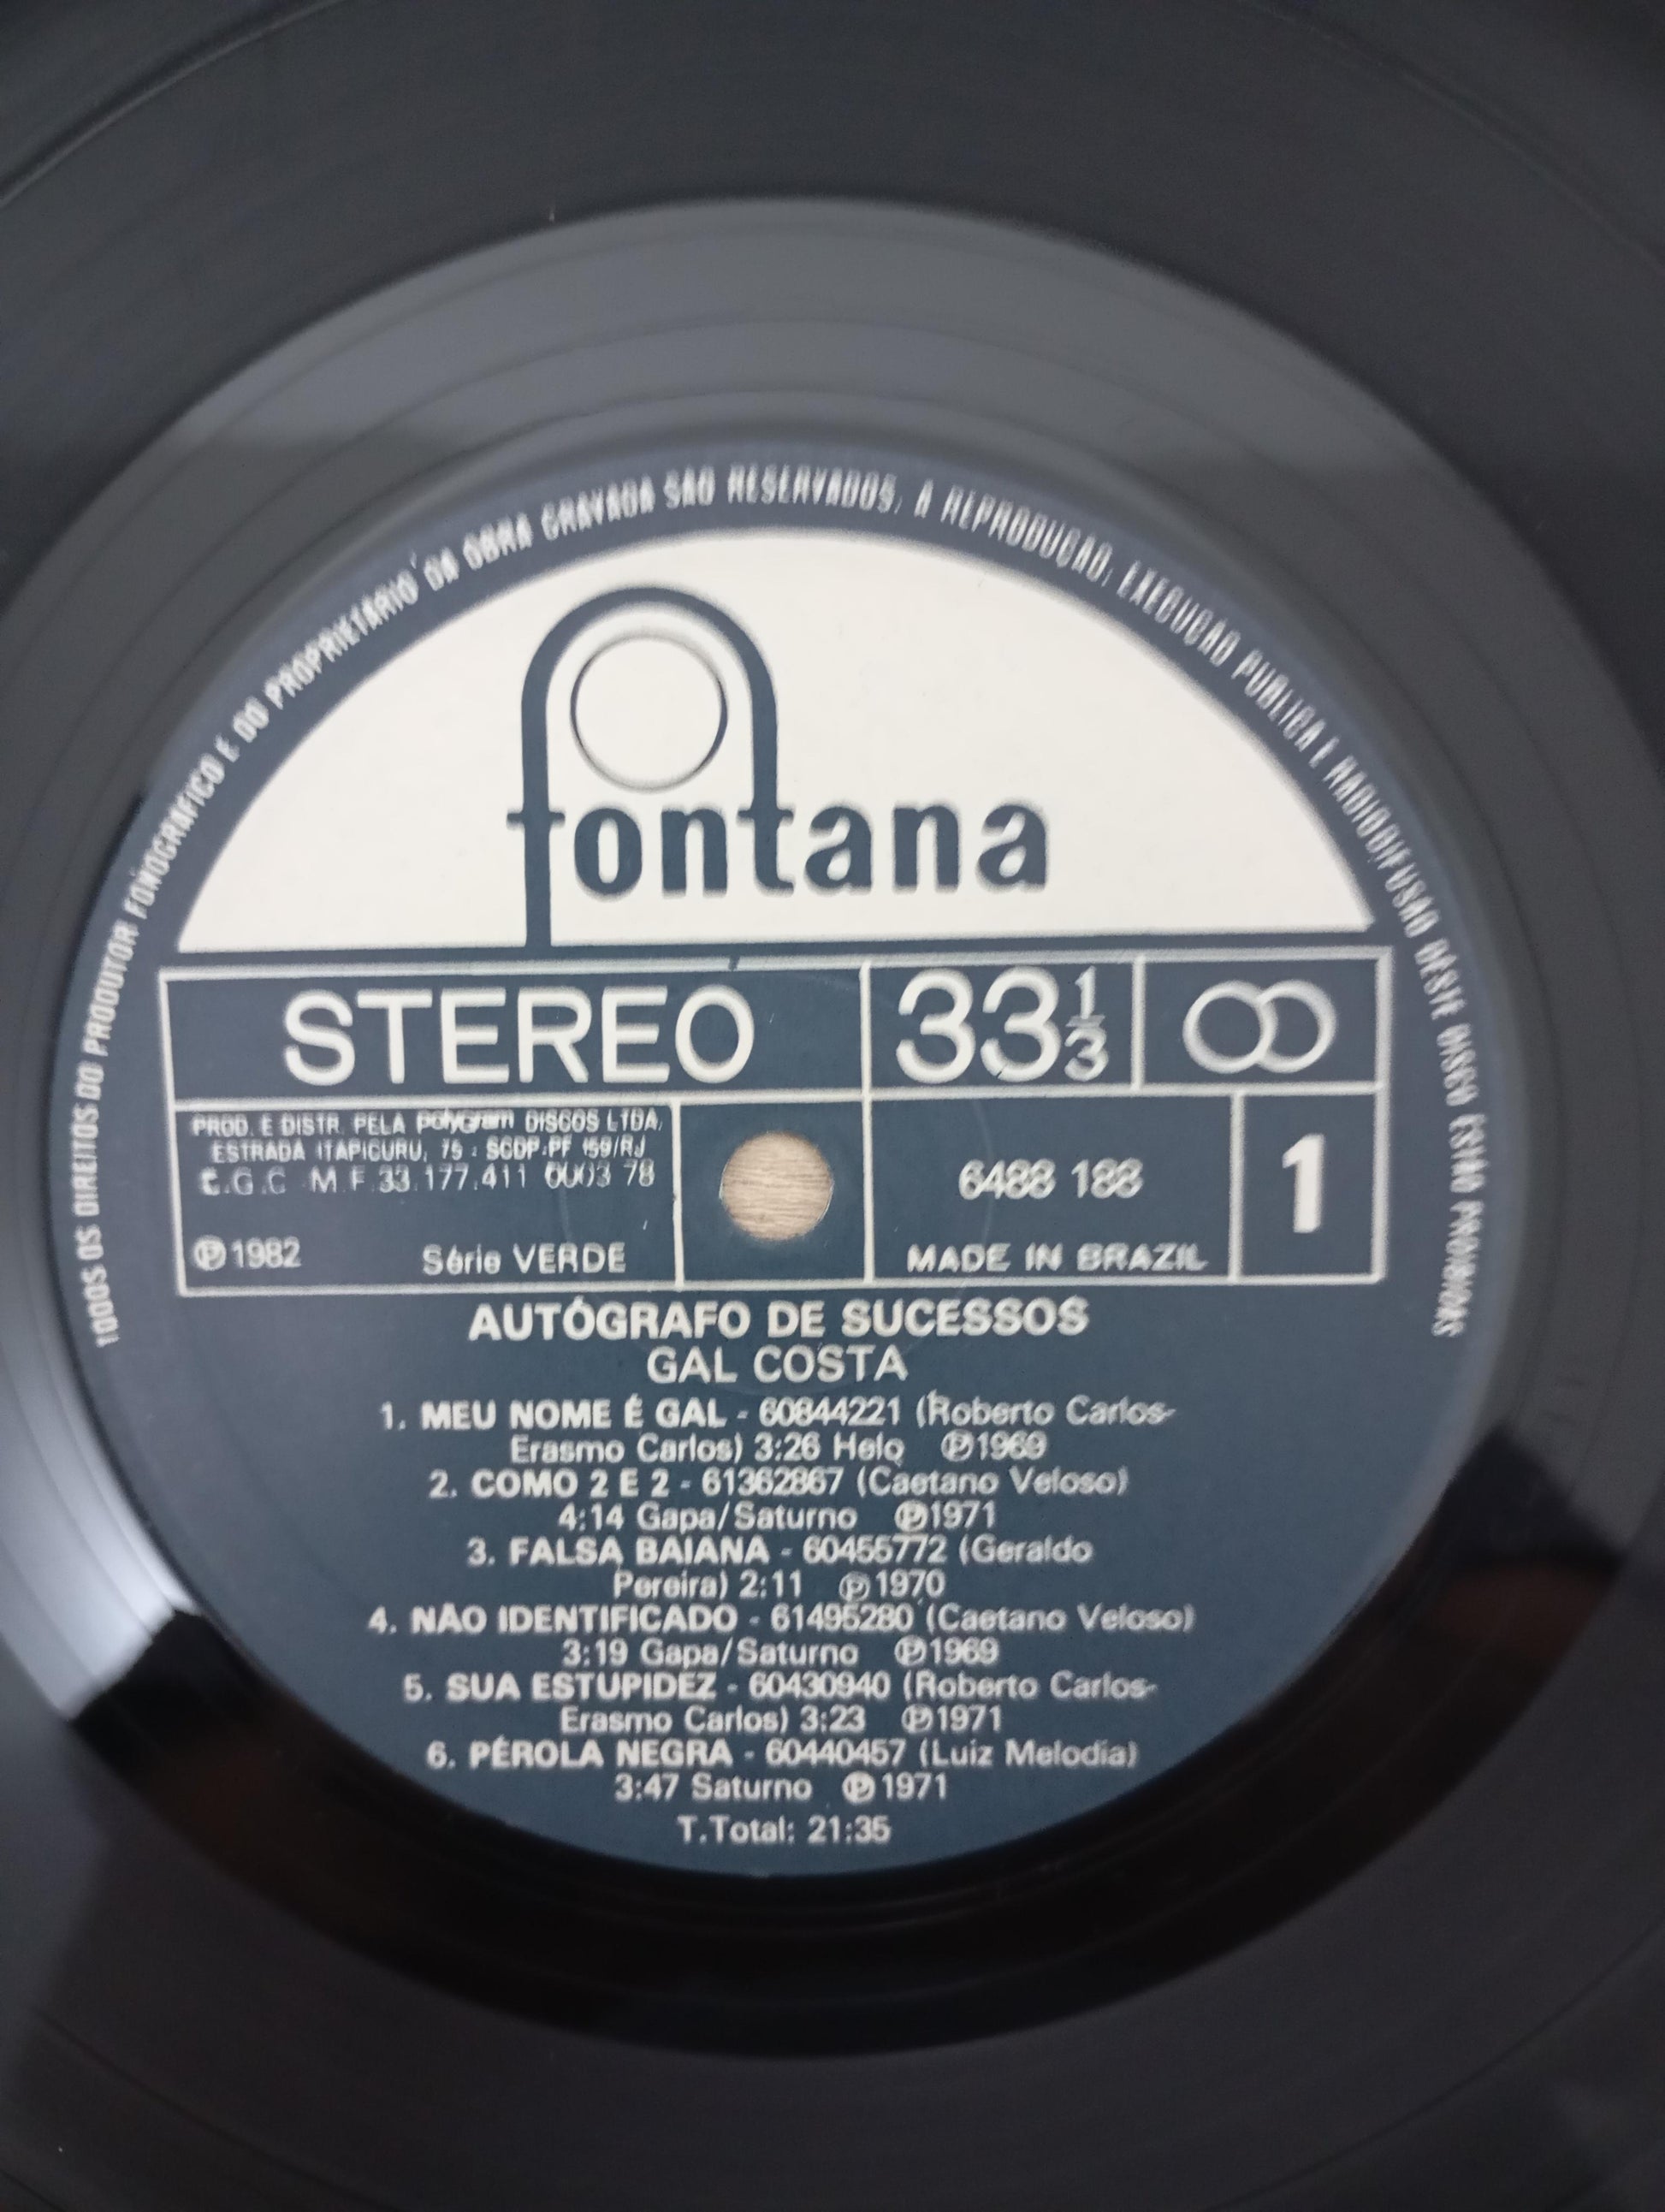 TODOS OS DIREITOS DO PRODUTOR FONOGRÁFICO E DO PROPRIETÁRIO DA OBRA GRAVADA SÃO RESERVADOS. A REPRODUÇÃO, EXECUÇÃO PÚBLICA E RADIODIFUSÃO DESTE DISCO ESTÃO PROIBIDAS
fontana
STEREO 33 1/3
PROD. E DISTR. PELA polygram DISCOS LTDA.
ESTRADA ITAPICURU, 75 - SCDP-PF 159/RJ
C.G.C M F 33.177.411 0003 78
6488 188 1
℗ 1982 Série VERDE MADE IN BRAZIL
AUTÓGRAFO DE SUCESSOS
GAL COSTA
1. MEU NOME É GAL - 60844221 (Roberto Carlos-
Erasmo Carlos) 3:26 Helo ℗1969
2. COMO 2 E 2 - 61362867 (Caetano Veloso)
4:14 Gapa/Saturno ℗1971
3. FALSA BAIANA - 60455772 (Geraldo
Pereira) 2:11 ℗1970
4. NÃO IDENTIFICADO - 61495280 (Caetano Veloso)
3:19 Gapa/Saturno ℗1969
5. SUA ESTUPIDEZ - 60430940 (Roberto Carlos-
Erasmo Carlos) 3:23 ℗1971
6. PÉROLA NEGRA - 60440457 (Luiz Melodia)
3:47 Saturno ℗1971
T.Total: 21:35